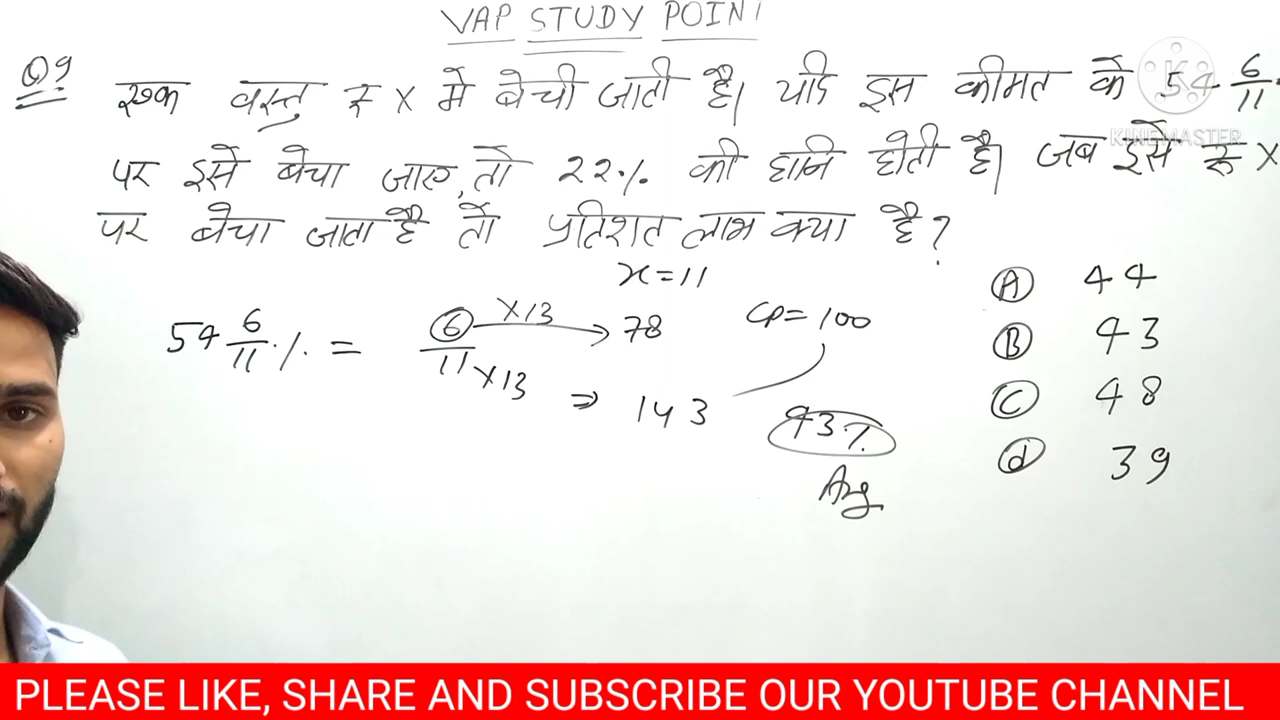 VAP STUDY POINT
Q9 एक वस्तु ₹ x में बेची जाती है। यदि इस कीमत के 54 6/11
KINEMASTER
पर इसे बेचा जाए, तो 22% की हानि होती है। जब इसे ₹ x
पर बेचा जाता है तो प्रतिशत लाभ क्या है?
x = 11
54 6/11 % = 6/11
×13 → 78
×13 ⇒ 143
CP = 100
43%
Ans
(A) 44
(B) 43
(C) 48
(d) 39
PLEASE LIKE, SHARE AND SUBSCRIBE OUR YOUTUBE CHANNEL